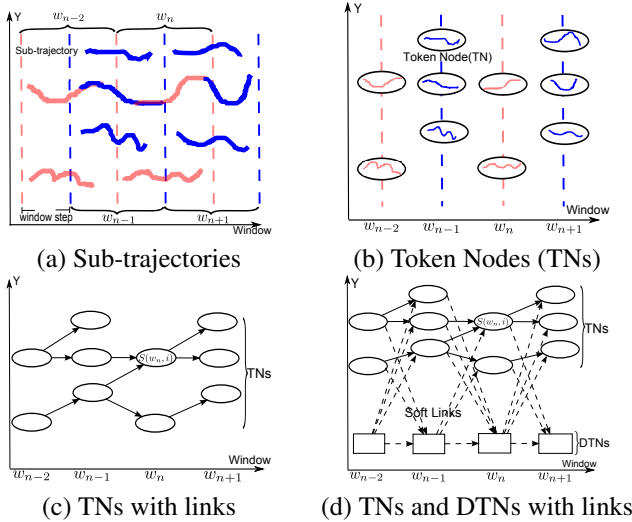 Y
w_{n-2}
w_n
Sub-trajectory
window step
w_{n-1}
w_{n+1}
Window
(a) Sub-trajectories
Y
Token Node(TN)
Window
w_{n-2} w_{n-1} w_n w_{n+1}
(b) Token Nodes (TNs)
Y
S(w_n, i)
TNs
Window
w_{n-2} w_{n-1} w_n w_{n+1}
(c) TNs with links
Y
S(w_n, i)
TNs
Soft Links
DTNs
w_{n-2} w_{n-1} w_n w_{n+1}
Window
(d) TNs and DTNs with links